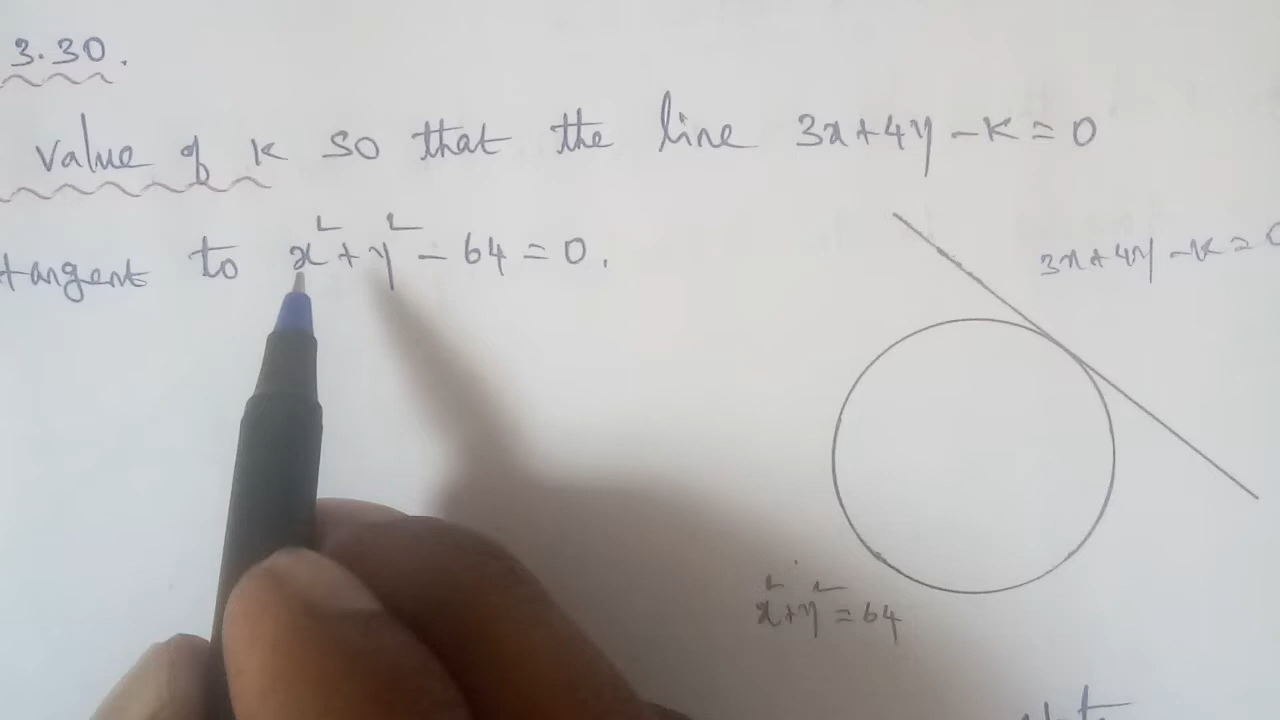 3.30.
value of k so that the line 3x+4y-k=0
tangent to x²+y²-64=0.
3x+4y-k=0
x²+y²=64